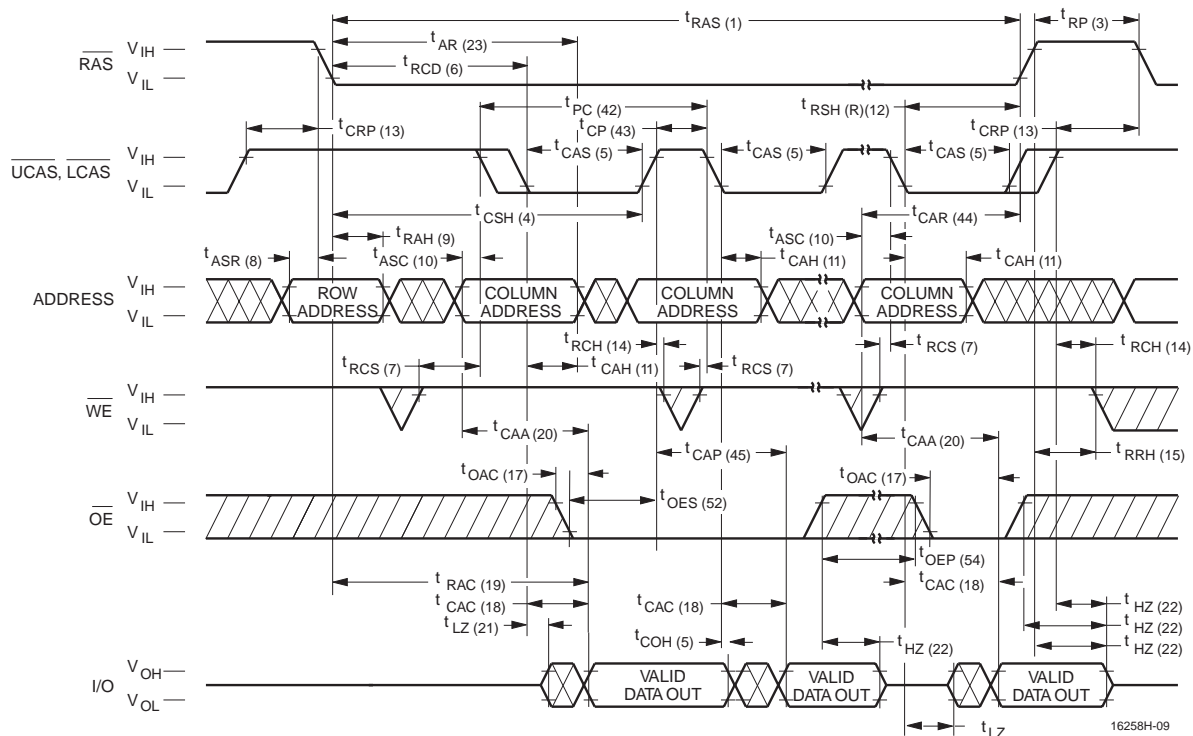 t RAS (1)
t RP (3)
t AR (23)
RAS
V IH
V IL
t RCD (6)
t PC (42)
t RSH (R)(12)
t CRP (13)
t CP (43)
t CRP (13)
UCAS, LCAS
V IH
V IL
t CAS (5)
t CAS (5)
t CAS (5)
t CSH (4)
t CAR (44)
t RAH (9)
t ASC (10)
t ASR (8)
t ASC (10)
t CAH (11)
t CAH (11)
ADDRESS
V IH
V IL
ROW
ADDRESS
COLUMN
ADDRESS
COLUMN
ADDRESS
COLUMN
ADDRESS
t RCH (14)
t RCS (7)
t RCH (14)
t RCS (7)
t CAH (11)
t RCS (7)
WE
V IH
V IL
t CAA (20)
t CAA (20)
t CAP (45)
t RRH (15)
t OAC (17)
t OAC (17)
OE
V IH
V IL
t OES (52)
t OEP (54)
t RAC (19)
t CAC (18)
t CAC (18)
t CAC (18)
t HZ (22)
t LZ (21)
t HZ (22)
t COH (5)
t HZ (22)
t HZ (22)
I/O
V OH
V OL
VALID
DATA OUT
VALID
DATA OUT
VALID
DATA OUT
t LZ
16258H-09